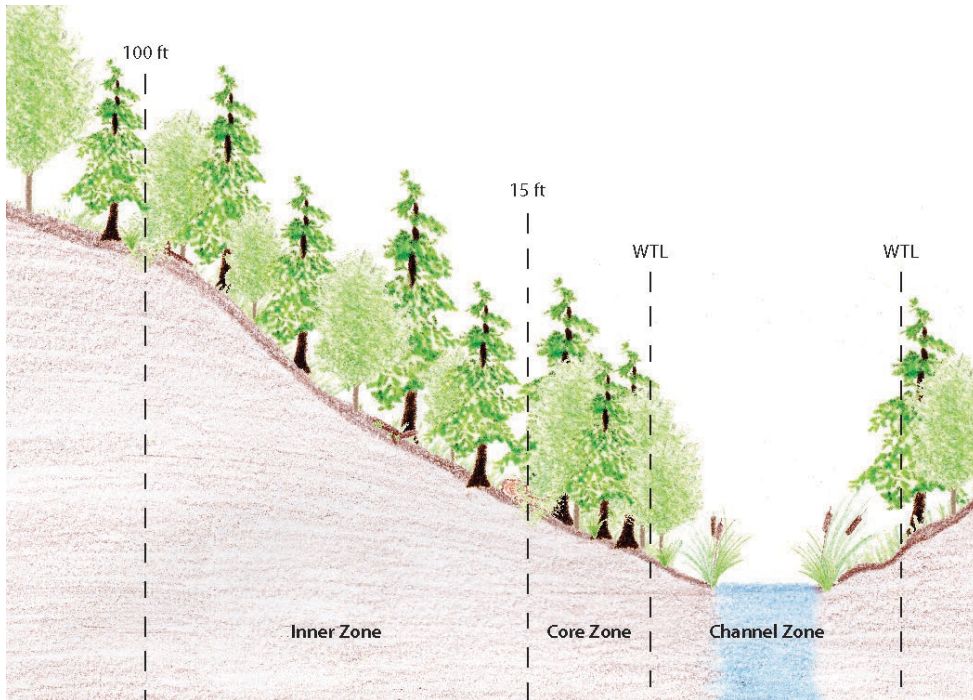 100 ft
15 ft
WTL
WTL
Inner Zone
Core Zone
Channel Zone